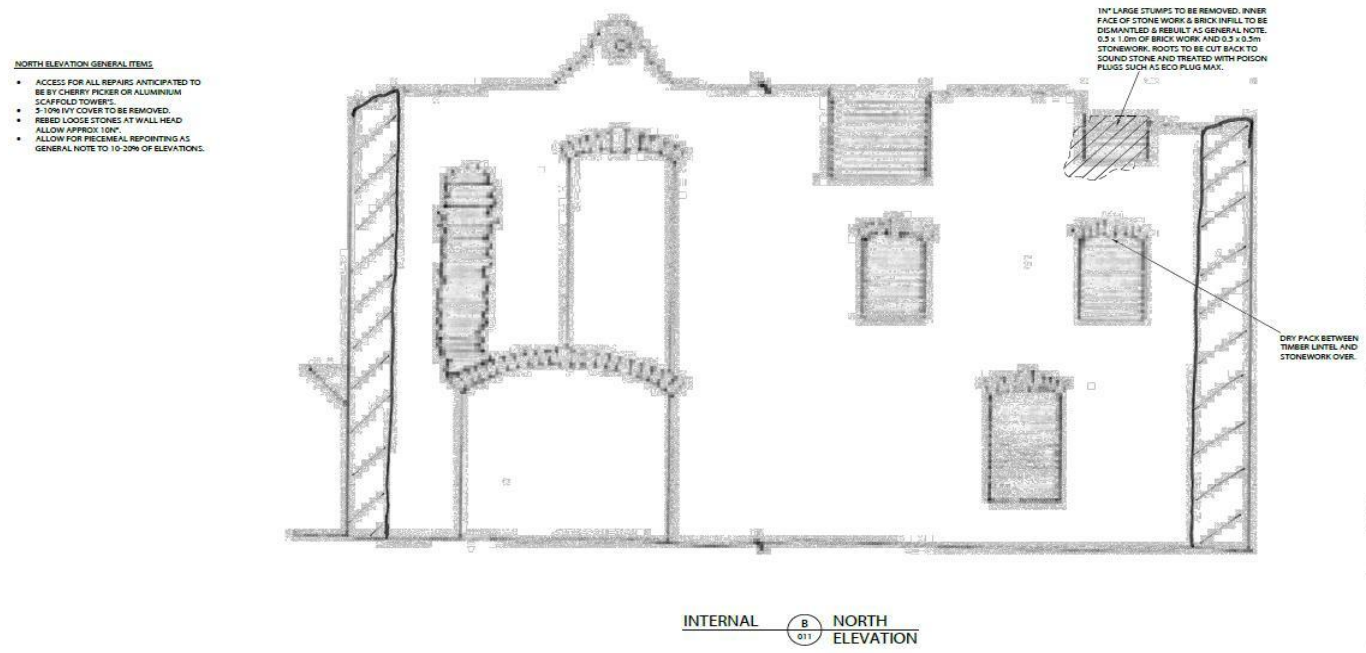 NORTH ELEVATION GENERAL ITEMS
• ACCESS FOR ALL REPAIRS ANTICIPATED TO
BE BY CHERRY PICKER OR ALUMINIUM
SCAFFOLD TOWER'S.
• 5-10% IVY COVER TO BE REMOVED.
• REBED LOOSE STONES AT WALL HEAD
ALLOW APPROX 10N°.
• ALLOW FOR PIECEMEAL REPOINTING AS
GENERAL NOTE TO 10-20% OF ELEVATIONS.
1N° LARGE STUMPS TO BE REMOVED. INNER
FACE OF STONE WORK & BRICK INFILL TO BE
DISMANTLED & REBUILT AS GENERAL NOTE.
0.5 x 1.0m OF BRICK WORK AND 0.5 x 0.5m
STONEWORK. ROOTS TO BE CUT BACK TO
SOUND STONE AND TREATED WITH POISON
PLUGS SUCH AS ECO PLUG MAX.
DRY PACK BETWEEN
TIMBER LINTEL AND
STONEWORK OVER.
INTERNAL B NORTH
011 ELEVATION